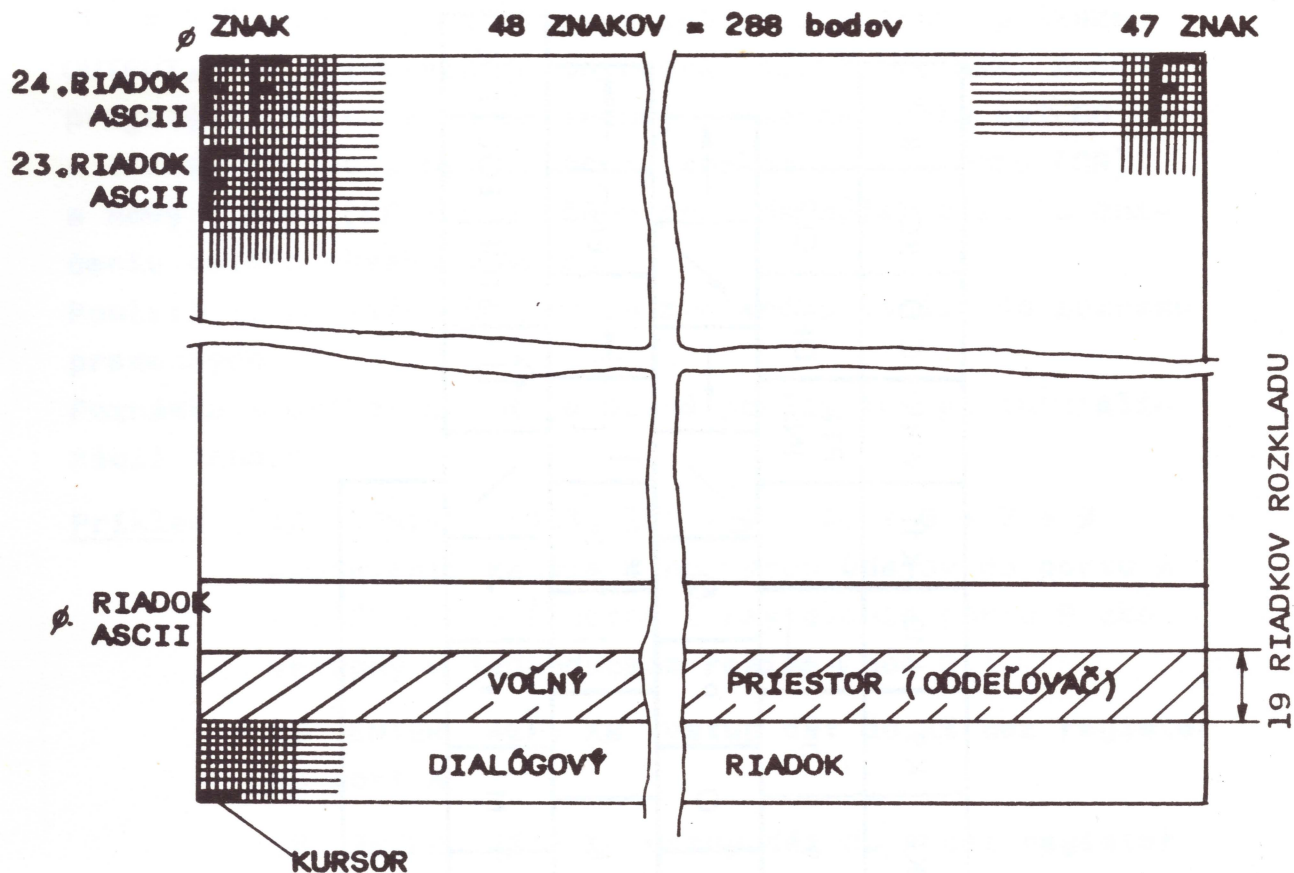 ø ZNAK 48 ZNAKOV = 288 bodov 47 ZNAK
24.RIADOK
ASCII
23.RIADOK
ASCII
19 RIADKOV ROZKLADU
ø. RIADOK
ASCII
VOĽNÝ PRIESTOR (ODDEĽOVAČ)
DIALÓGOVÝ RIADOK
KURSOR